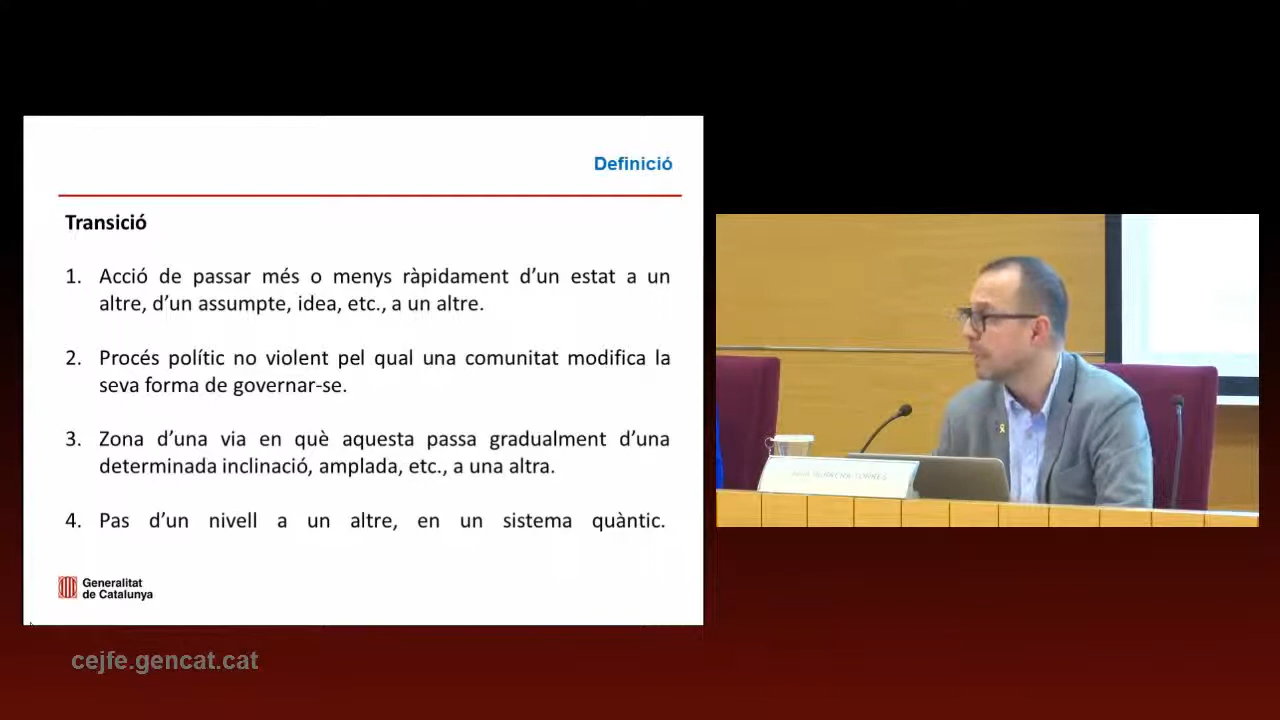 Definició
Transició
1. Acció de passar més o menys ràpidament d’un estat a un
altre, d’un assumpte, idea, etc., a un altre.
2. Procés polític no violent pel qual una comunitat modifica la
seva forma de governar-se.
3. Zona d’una via en què aquesta passa gradualment d’una
determinada inclinació, amplada, etc., a una altra.
4. Pas d’un nivell a un altre, en un sistema quàntic.
Generalitat
de Catalunya
TORRES
cejfe.gencat.cat